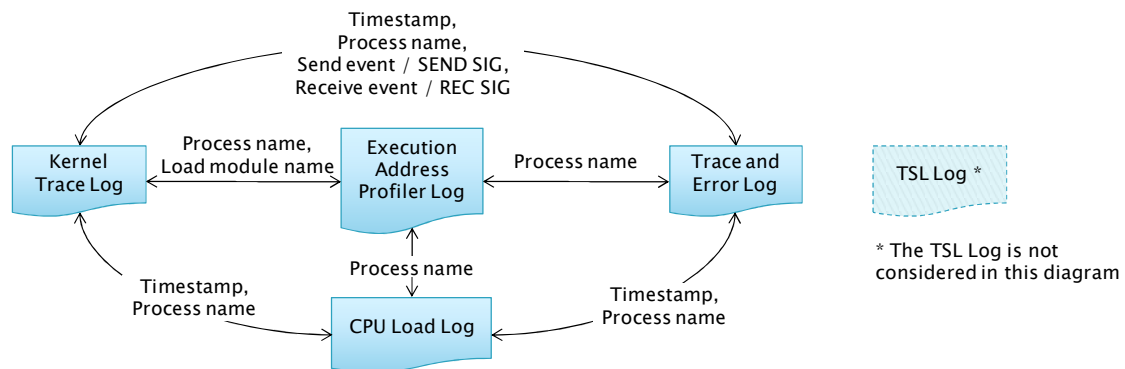 Timestamp,
Process name,
Send event / SEND SIG,
Receive event / REC SIG
Kernel
Trace Log
Process name,
Load module name
Execution
Address
Profiler Log
Process name
Trace and
Error Log
TSL Log *
* The TSL Log is not
considered in this diagram
Process name
Timestamp,
Process name
CPU Load Log
Timestamp,
Process name